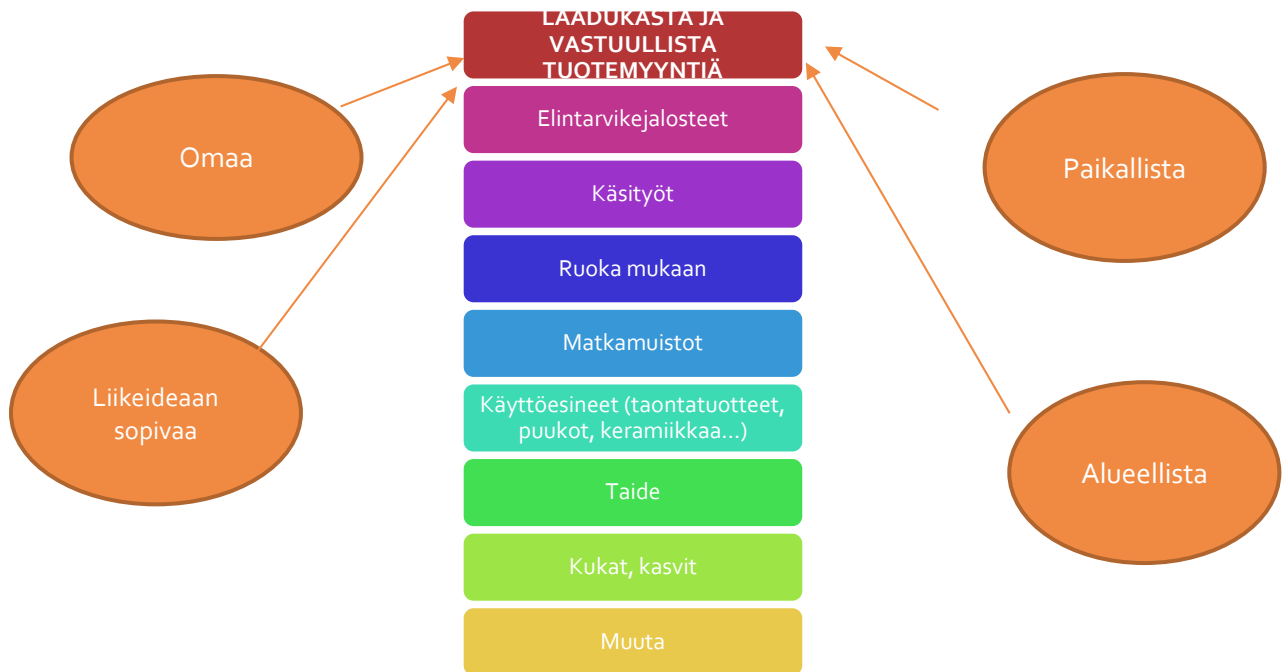 LAADUKASTA JA
VASTUULLISTA
TUOTEMYYNTIÄ
Elintarvikejalosteet
Omaa
Paikallista
Käsityöt
Ruoka mukaan
Matkamuistot
Liikeideaan
sopivaa
Käyttöesineet (taontatuotteet,
puukot, keramiikkaa...)
Alueellista
Taide
Kukat, kasvit
Muuta